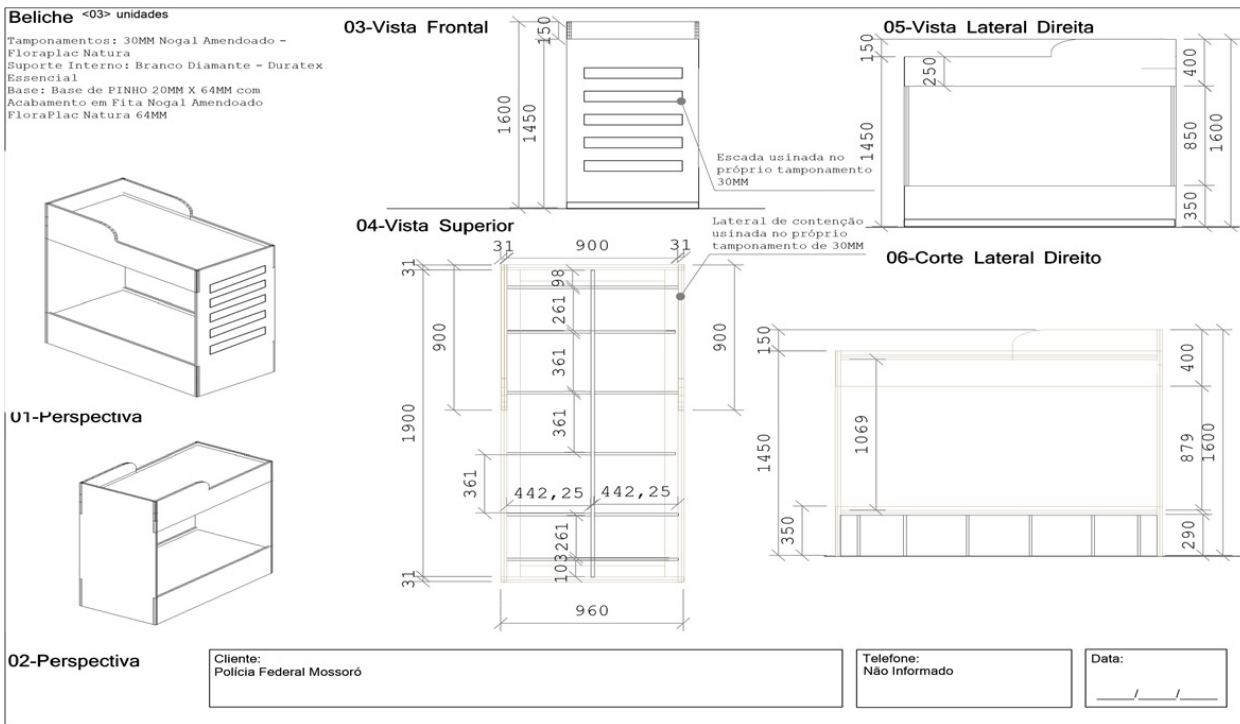 Beliche <03> unidades
Tamponamentos: 30MM Nogal Amendoado -
Floraplac Natura
Suporte Interno: Branco Diamante - Duratex
Essencial
Base: Base de PINHO 20MM X 64MM com
Acabamento em Fita Nogal Amendoado
FloraPlac Natura 64MM
01-Perspectiva
02-Perspectiva
03-Vista Frontal
150
1600
1450
Escada usinada no
próprio tamponamento
30MM
04-Vista Superior
Lateral de contenção
usinada no próprio
tamponamento de 30MM
31
900
31
31
98
261
900
900
361
1900
361
361
442,25
442,25
261
103
31
960
05-Vista Lateral Direita
150
250
400
1450
850
1600
350
06-Corte Lateral Direito
150
400
1069
1450
879
1600
350
290
Cliente:
Polícia Federal Mossoró
Telefone:
Não Informado
Data:
____/____/____